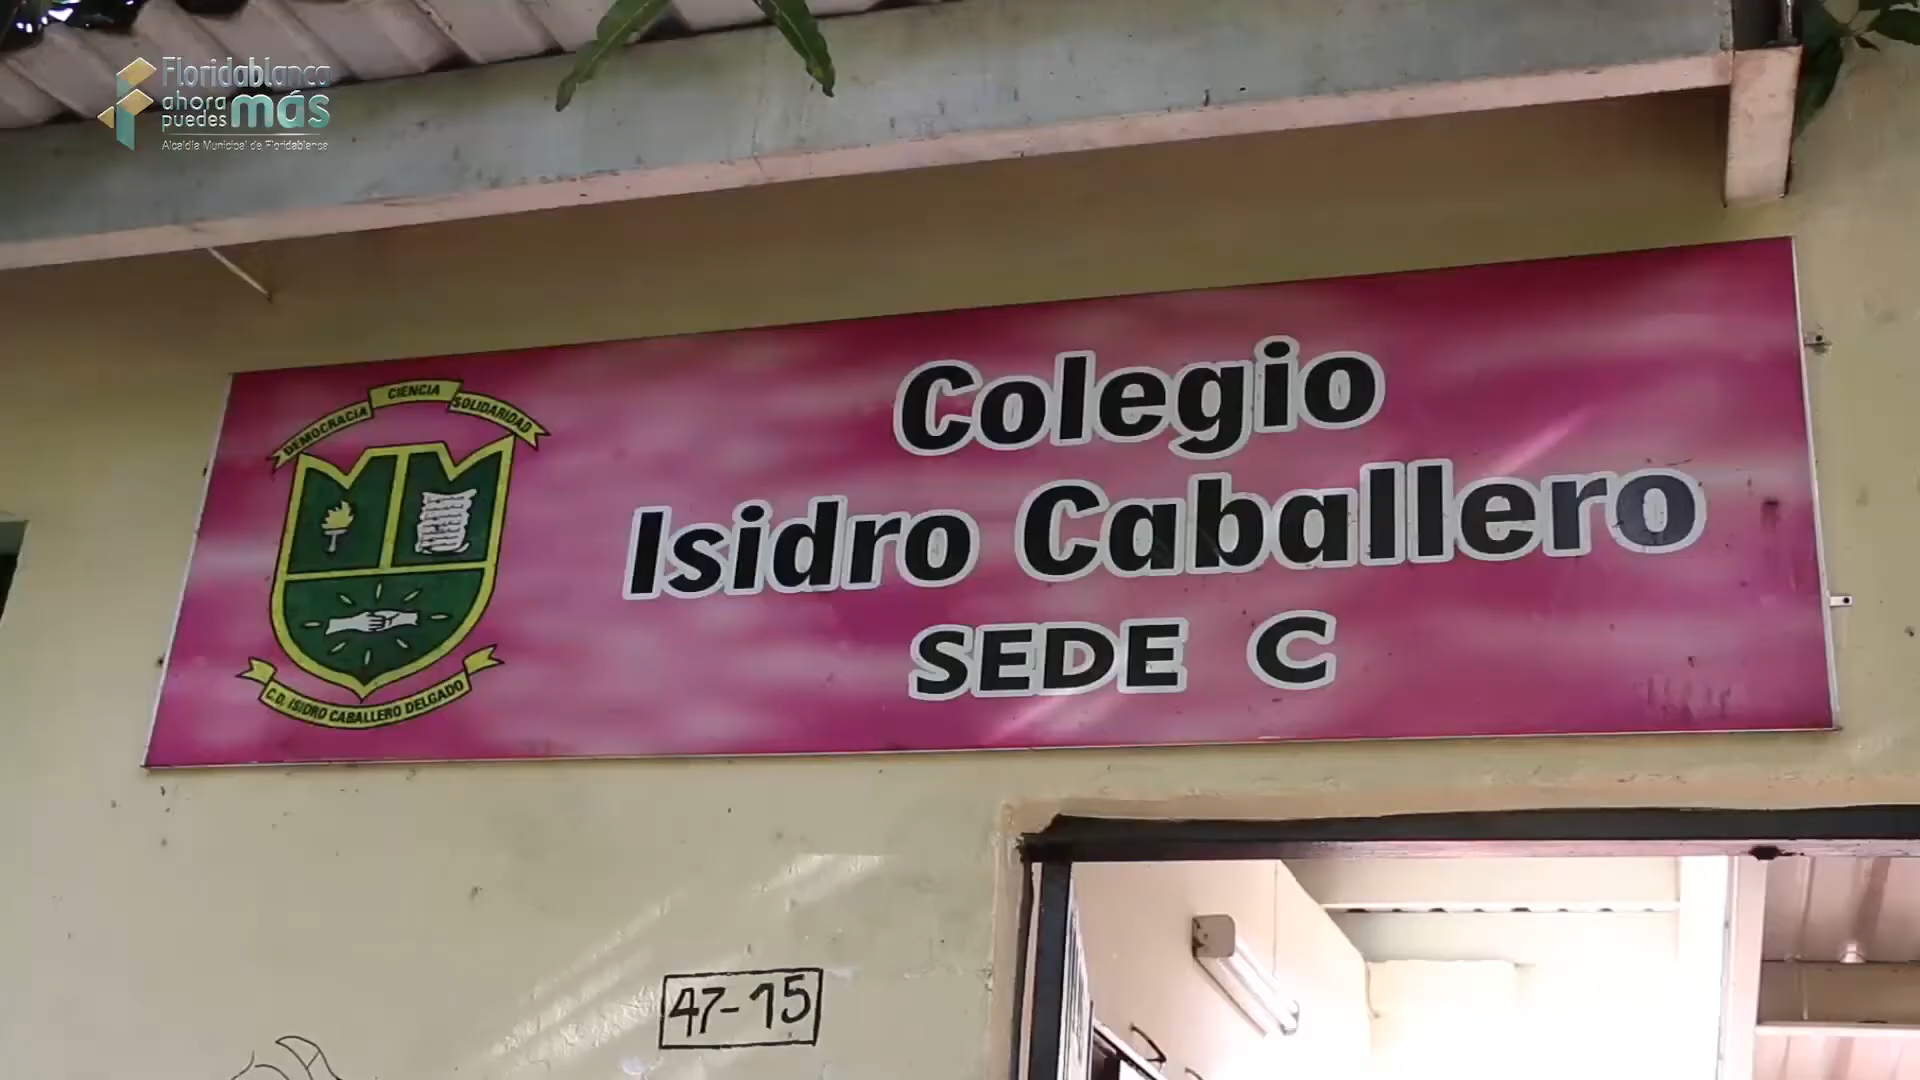 Floridablanca
ahora
puedes más
Alcaldía Municipal de Floridablanca
DEMOCRACIA CIENCIA SOLIDARIDAD
C.D. ISIDRO CABALLERO DELGADO
Colegio
Isidro Caballero
SEDE C
47-15